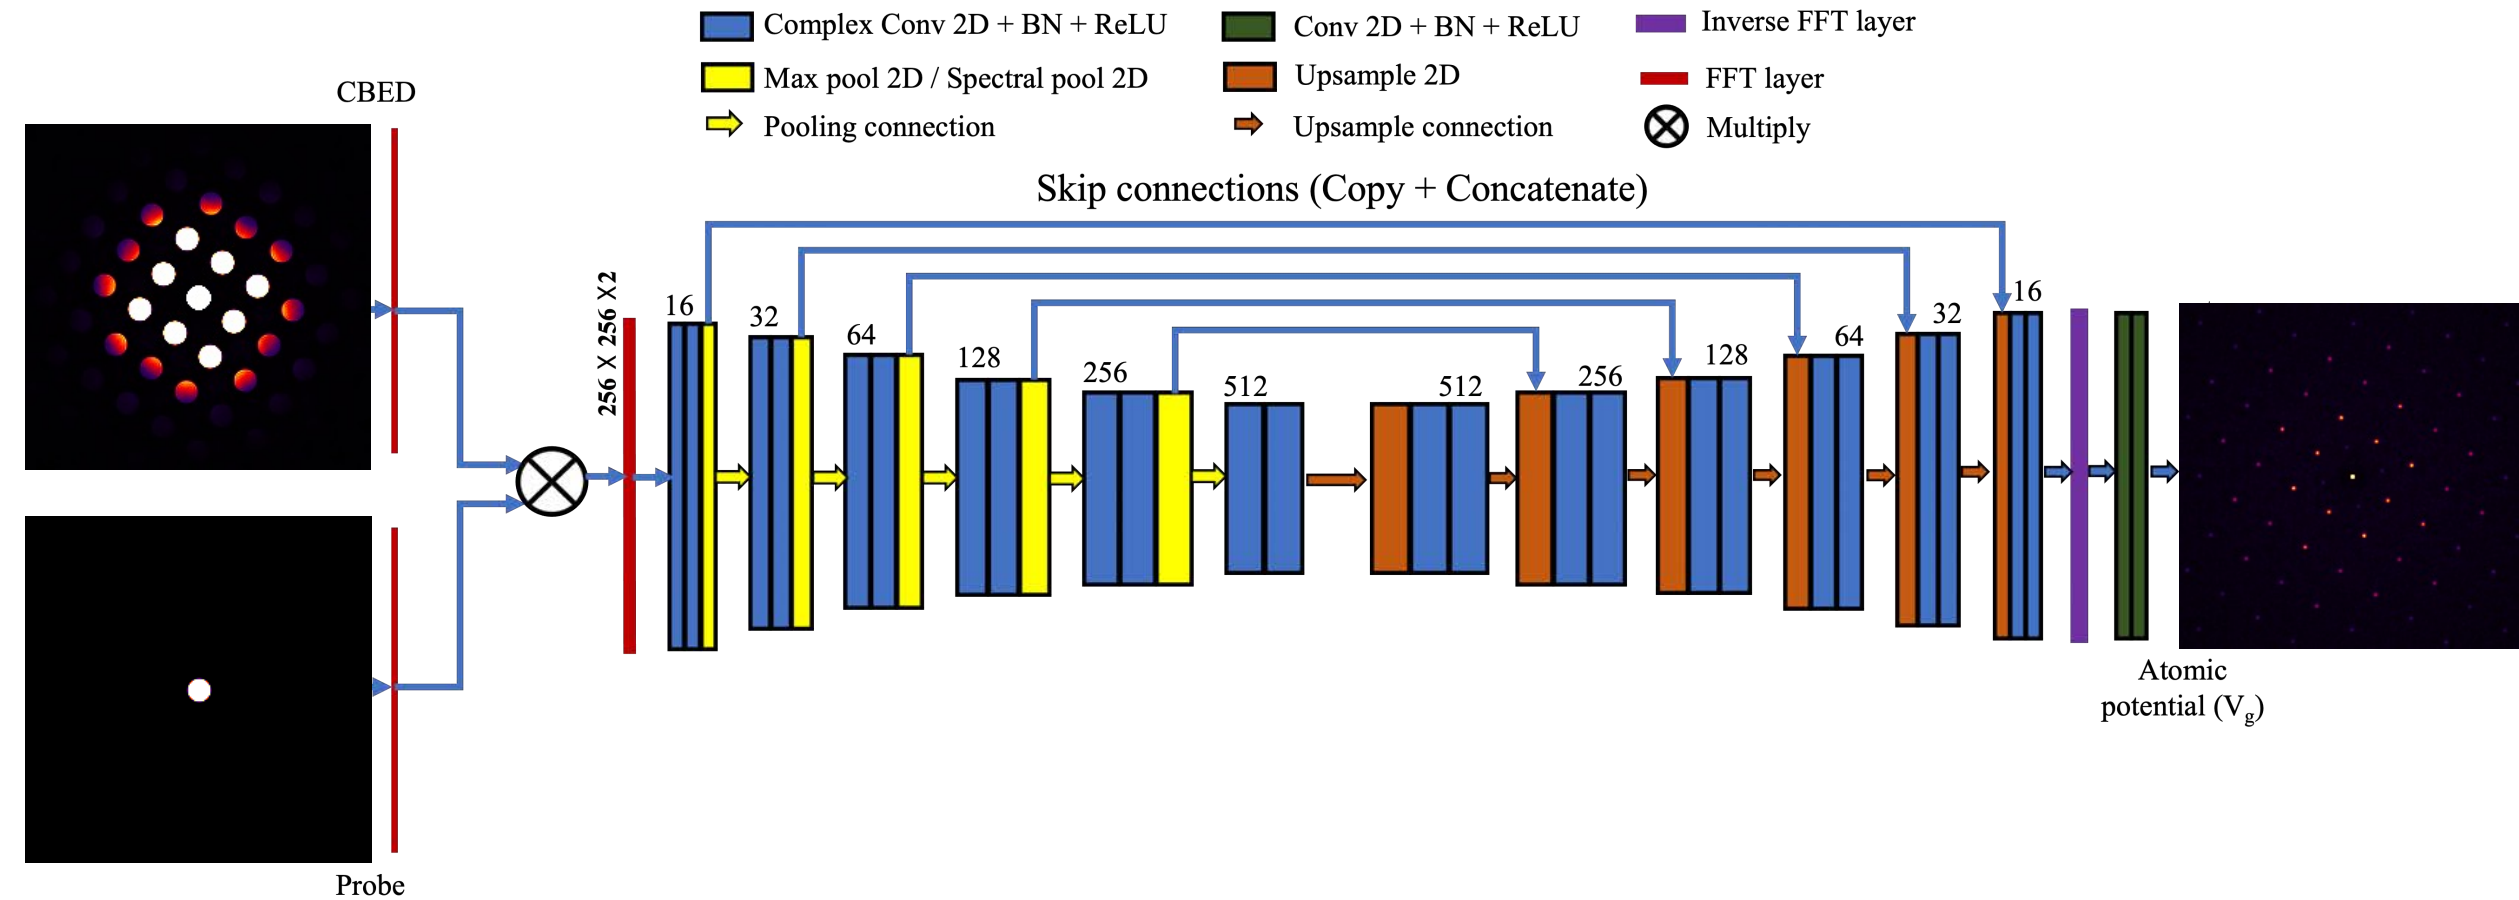 Complex Conv 2D + BN + ReLU
Conv 2D + BN + ReLU
Inverse FFT layer
Max pool 2D / Spectral pool 2D
Upsample 2D
FFT layer
Pooling connection
Upsample connection
Multiply
CBED
Skip connections (Copy + Concatenate)
256 X 256 X2
16
32
64
128
256
512
512
256
128
64
32
16
Atomic
potential (Vg)
Probe